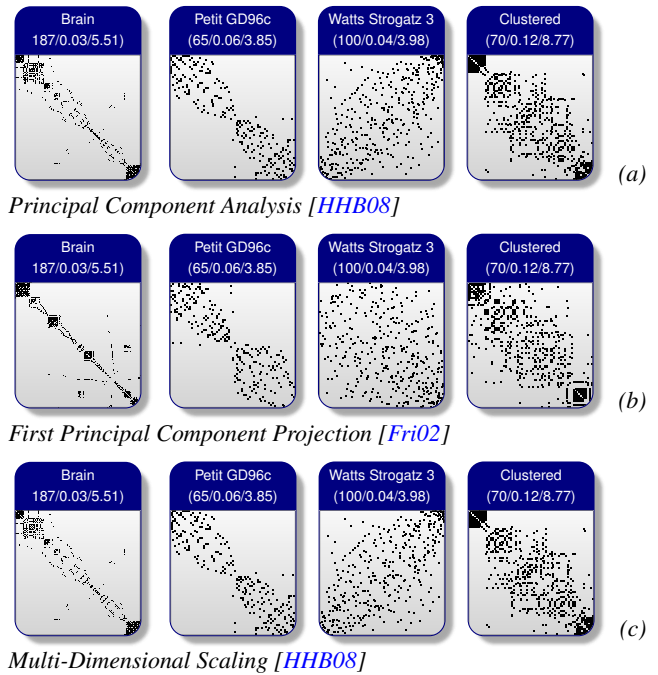 Brain Petit GD96c Watts Strogatz 3 Clustered
187/0.03/5.51) (65/0.06/3.85) (100/0.04/3.98) (70/0.12/8.77)
(a)
Principal Component Analysis [HHB08]
Brain Petit GD96c Watts Strogatz 3 Clustered
187/0.03/5.51) (65/0.06/3.85) (100/0.04/3.98) (70/0.12/8.77)
(b)
First Principal Component Projection [Fri02]
Brain Petit GD96c Watts Strogatz 3 Clustered
187/0.03/5.51) (65/0.06/3.85) (100/0.04/3.98) (70/0.12/8.77)
(c)
Multi-Dimensional Scaling [HHB08]